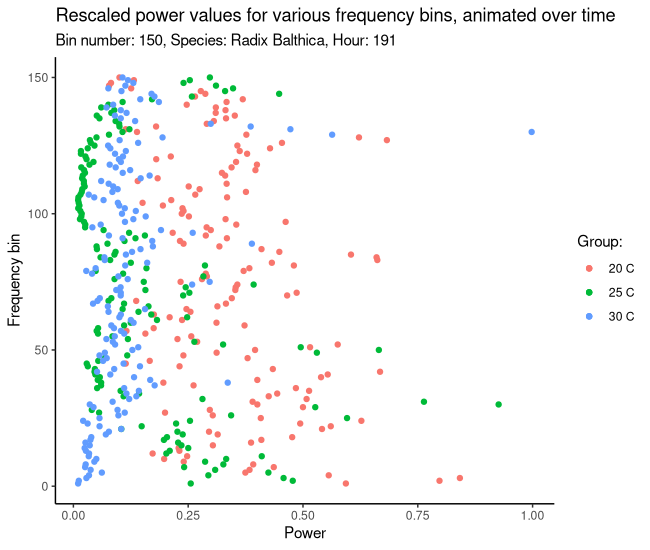 Rescaled power values for various frequency bins, animated over time
Bin number: 150, Species: Radix Balthica, Hour: 191
150
100
50
0
Frequency bin
0.00 0.25 0.50 0.75 1.00
Power
Group:
20 C
25 C
30 C